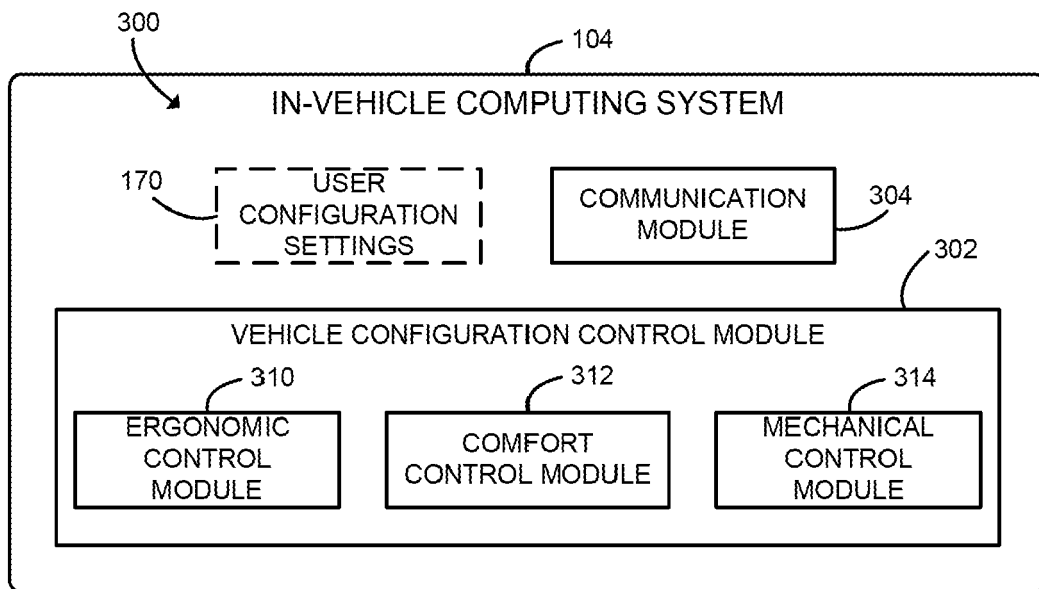 300
104
IN-VEHICLE COMPUTING SYSTEM
170
USER
CONFIGURATION
SETTINGS
COMMUNICATION
MODULE
304
302
VEHICLE CONFIGURATION CONTROL MODULE
310
312
314
ERGONOMIC
CONTROL
MODULE
COMFORT
CONTROL MODULE
MECHANICAL
CONTROL
MODULE